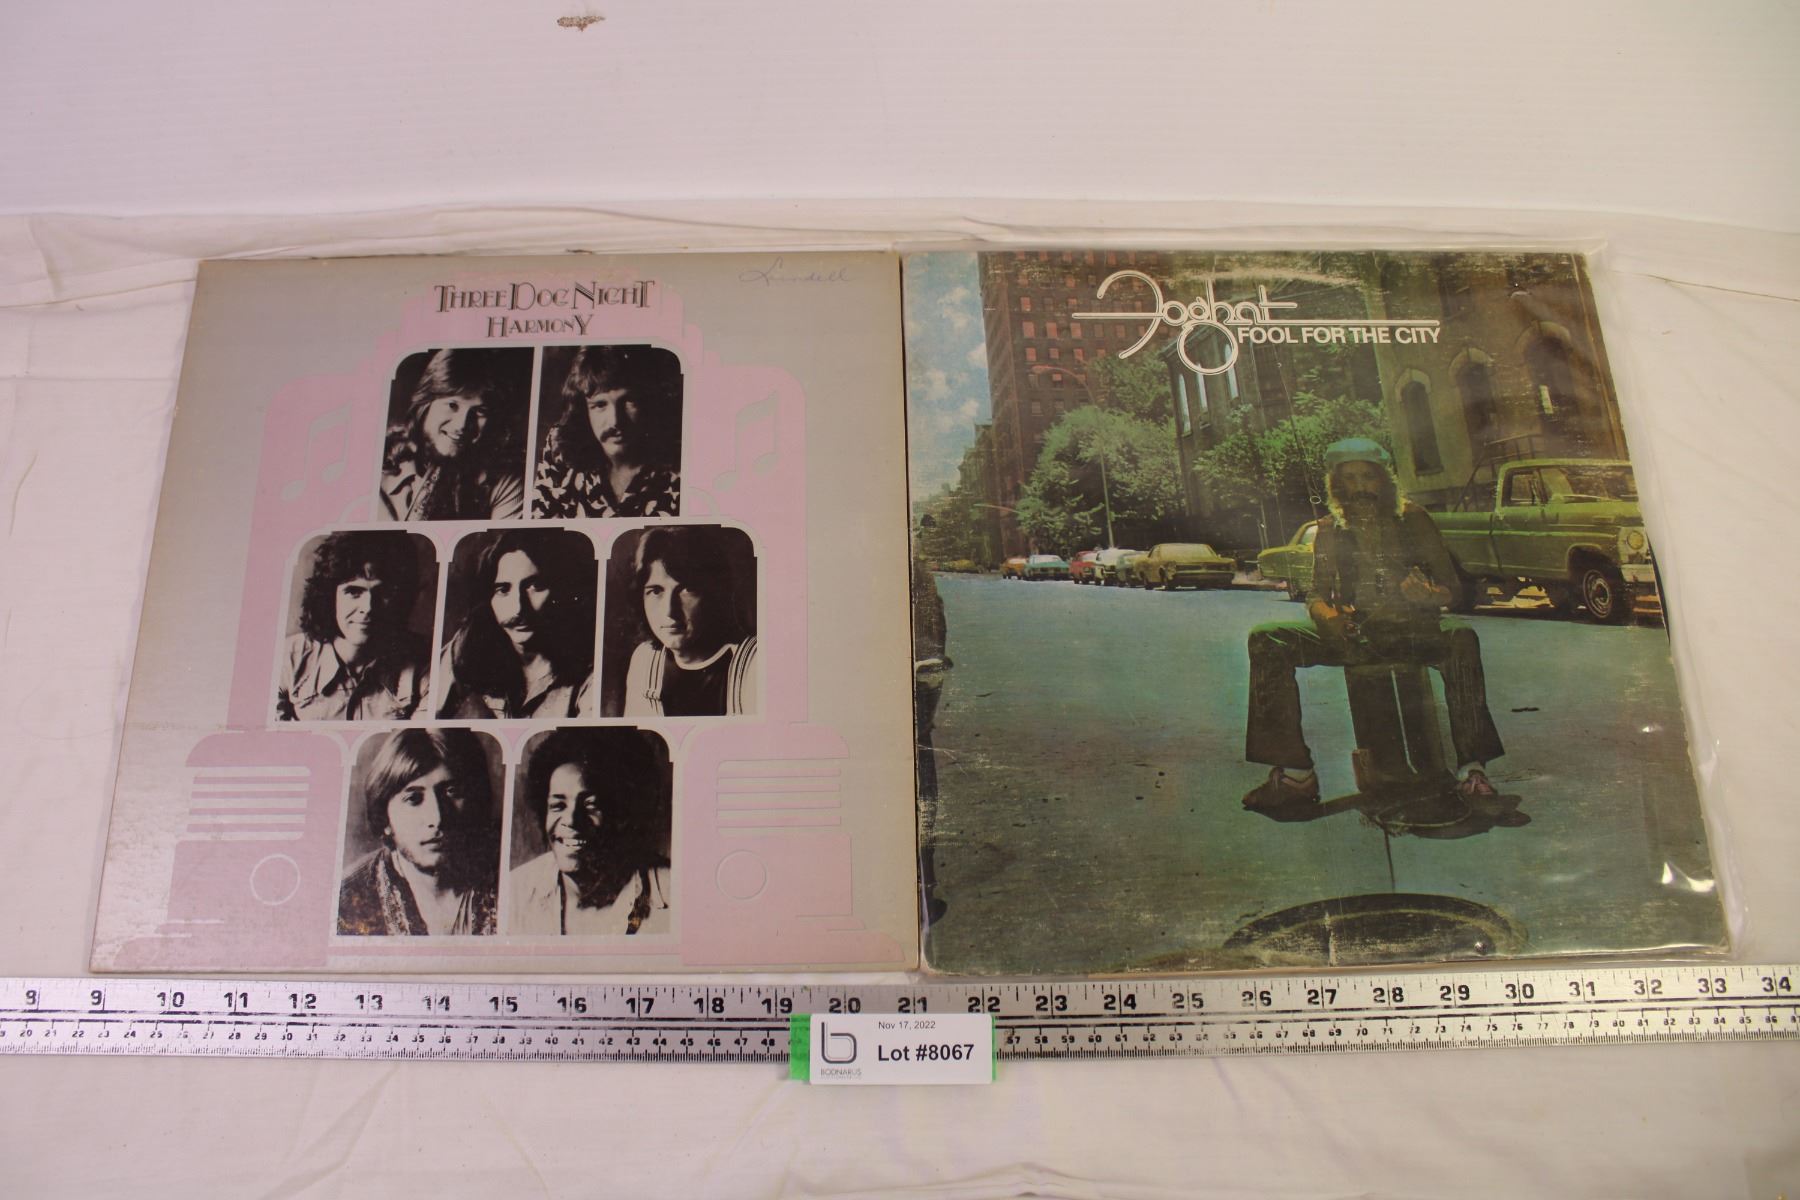 Lundell
THREE DOG NIGHT
HARMONY
Foghat
FOOL FOR THE CITY
8 9 10 11 12 13 14 15 16 17 18 19 20 21 22 23 24 25 26 27 28 29 30 31 32 33 34
Nov 17, 2022
Lot #8067
BODNARUS